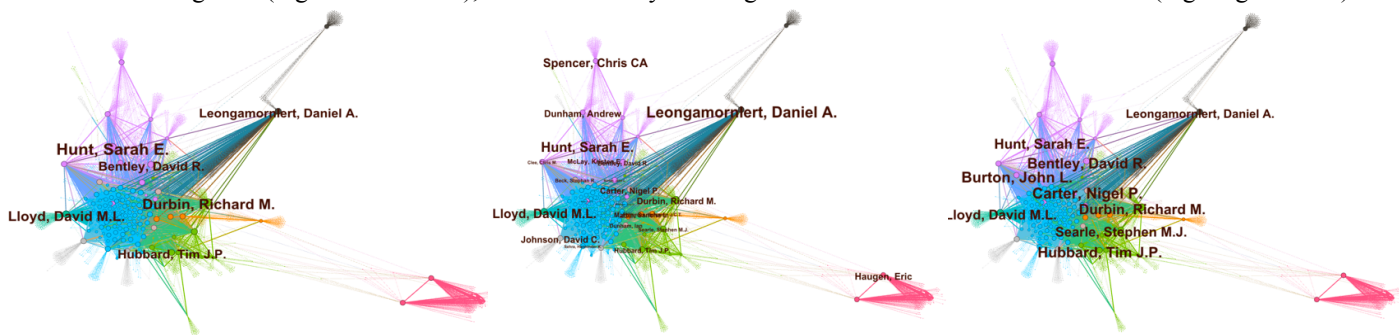 Leongamornlert, Daniel A.
Hunt, Sarah E.
Bentley, David R.
Durbin, Richard M.
Lloyd, David M.L.
Hubbard, Tim J.P.
Spencer, Chris CA
Dunham, Andrew
Leongamornlert, Daniel A.
Hunt, Sarah E.
Carter, Nigel P.
Durbin, Richard M.
Lloyd, David M.L.
Searle, Stephen M.J.
Johnson, David C.
Hubbard, Tim J.P.
Haugen, Eric
Leongamornlert, Daniel A.
Hunt, Sarah E.
Bentley, David R.
Burton, John L.
Carter, Nigel P.
Durbin, Richard M.
Lloyd, David M.L.
Searle, Stephen M.J.
Hubbard, Tim J.P.